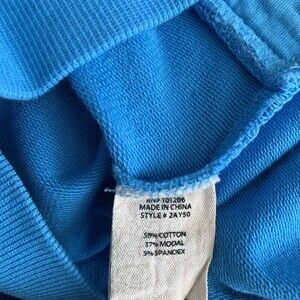 RN# 101206
MADE IN CHINA
STYLE # 2AY50
58% COTTON
37% MODAL
5% SPANDEX